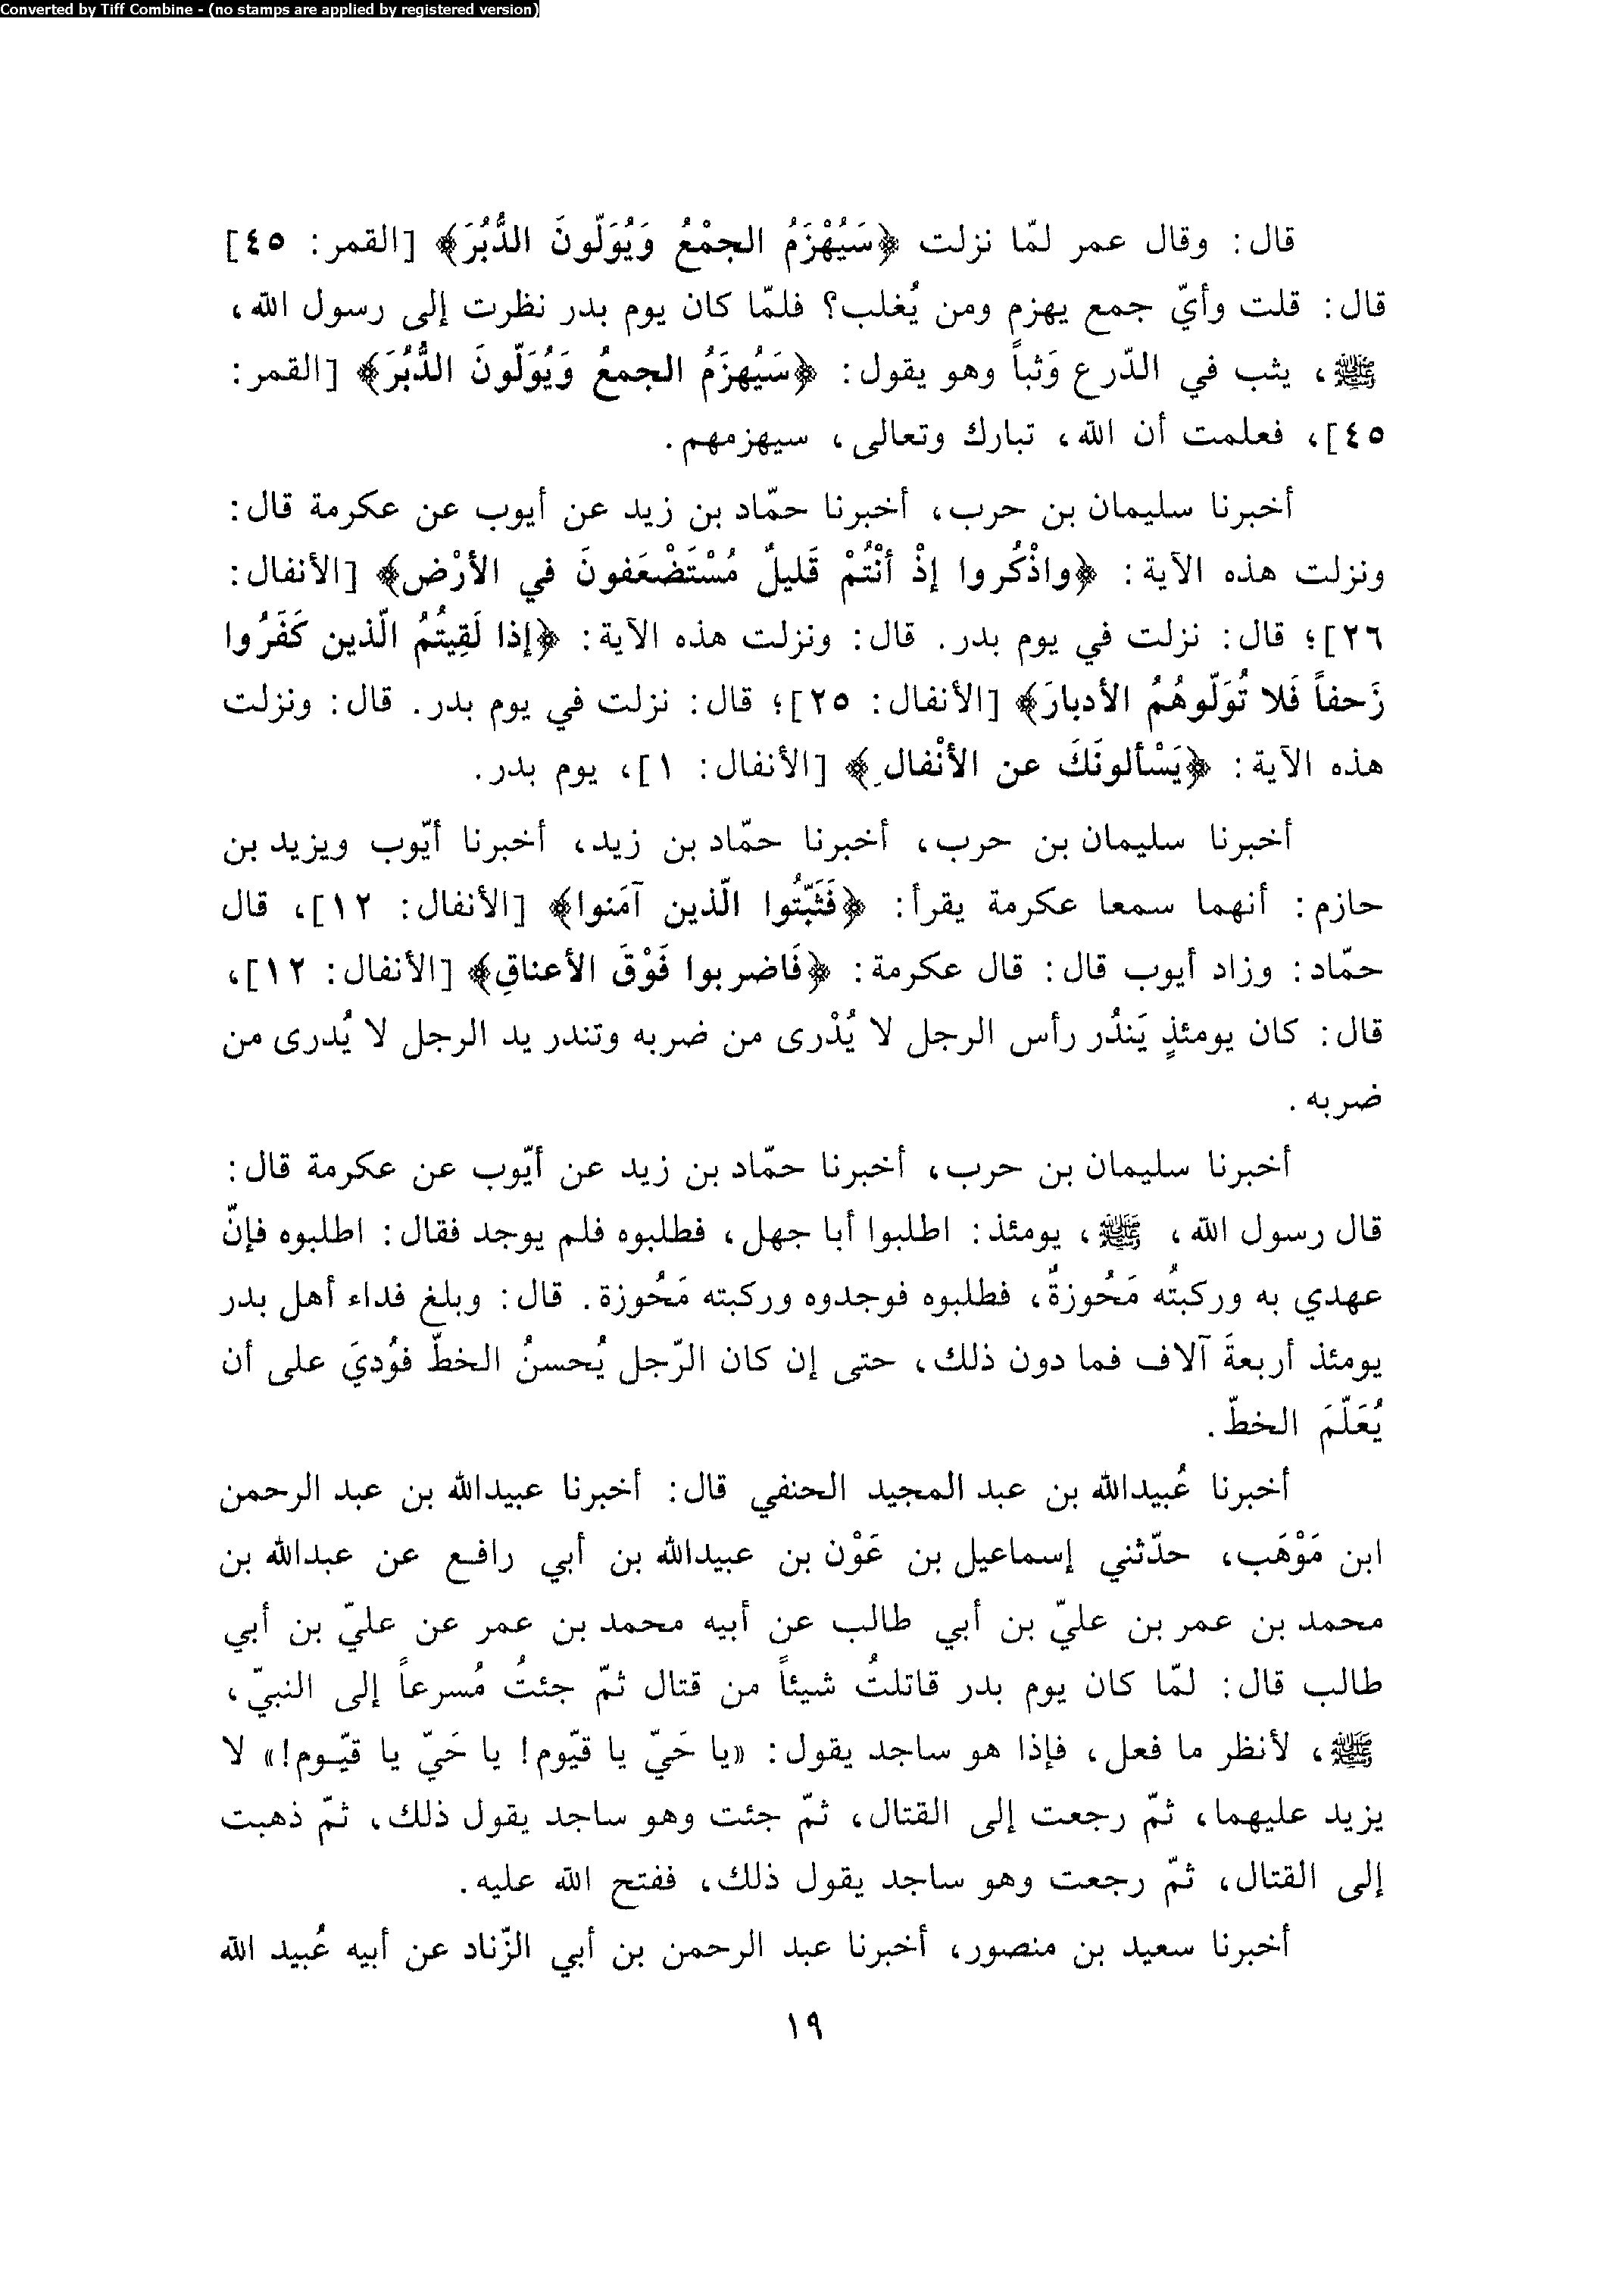 Converted by Tiff Combine - (no stamps are applied by registered version)
قال: وقال عمر لمّا نزلت ﴿سَيُهْزَمُ الجمْعُ وَيُوَلّونَ الدُّبُرَ﴾ [القمر: ٤٥]
قال: قلت وأيّ جمع يهزم ومن يُغلب؟ فلمّا كان يوم بدر نظرت إلى رسول الله،
ﷺ، يثب في الدّرع وَثباً وهو يقول: ﴿سَيُهزَمُ الجمعُ وَيُوَلّونَ الدُّبُرَ﴾ [القمر:
٤٥]، فعلمت أن الله، تبارك وتعالى، سيهزمهم.
أخبرنا سليمان بن حرب، أخبرنا حمّاد بن زيد عن أيوب عن عكرمة قال:
ونزلت هذه الآية: ﴿واذْكُروا إذْ أنْتُمْ قَليلٌ مُسْتَضْعَفونَ في الأرْض﴾ [الأنفال:
٢٦]؛ قال: نزلت في يوم بدر. قال: ونزلت هذه الآية: ﴿إذا لَقِيتُمُ الّذين كَفَرُوا
زَحفاً فَلا تُوَلّوهُمُ الأدبارَ﴾ [الأنفال: ٢٥]؛ قال: نزلت في يوم بدر. قال: ونزلت
هذه الآية: ﴿يَسْألونَكَ عن الأنْفالِ﴾ [الأنفال: ١]، يوم بدر.
أخبرنا سليمان بن حرب، أخبرنا حمّاد بن زيد، أخبرنا أيّوب ويزيد بن
حازم: أنهما سمعا عكرمة يقرأ: ﴿فَثَبّتُوا الّذين آمَنوا﴾ [الأنفال: ١٢]، قال
حمّاد: وزاد أيوب قال: قال عكرمة: ﴿فَاضربوا فَوْقَ الأعناقِ﴾ [الأنفال: ١٢]،
قال: كان يومئذٍ يَندُر رأس الرجل لا يُدْرى من ضربه وتندر يد الرجل لا يُدرى من
ضربه.
أخبرنا سليمان بن حرب، أخبرنا حمّاد بن زيد عن أيّوب عن عكرمة قال:
قال رسول الله، ﷺ، يومئذ: اطلبوا أبا جهل، فطلبوه فلم يوجد فقال: اطلبوه فإنّ
عهدي به وركبتُه مَحُوزةٌ، فطلبوه فوجدوه وركبته مَحُوزة. قال: وبلغ فداء أهل بدر
يومئذ أربعةَ آلاف فما دون ذلك، حتى إن كان الرّجل يُحسنُ الخطّ فوُديَ على أن
يُعَلّمَ الخطّ.
أخبرنا عُبيدالله بن عبد المجيد الحنفي قال: أخبرنا عبيدالله بن عبد الرحمن
ابن مَوْهَب، حدّثني إسماعيل بن عَوْن بن عبيدالله بن أبي رافع عن عبدالله بن
محمد بن عمر بن عليّ بن أبي طالب عن أبيه محمد بن عمر عن عليّ بن أبي
طالب قال: لمّا كان يوم بدر قاتلتُ شيئاً من قتال ثمّ جئتُ مُسرعاً إلى النبيّ،
ﷺ، لأنظر ما فعل، فإذا هو ساجد يقول: «يا حَيّ يا قيّوم! يا حَيّ يا قيّوم!» لا
يزيد عليهما، ثمّ رجعت إلى القتال، ثمّ جئت وهو ساجد يقول ذلك، ثمّ ذهبت
إلى القتال، ثمّ رجعت وهو ساجد يقول ذلك، ففتح الله عليه.
أخبرنا سعيد بن منصور، أخبرنا عبد الرحمن بن أبي الزّناد عن أبيه عُبيد الله
١٩